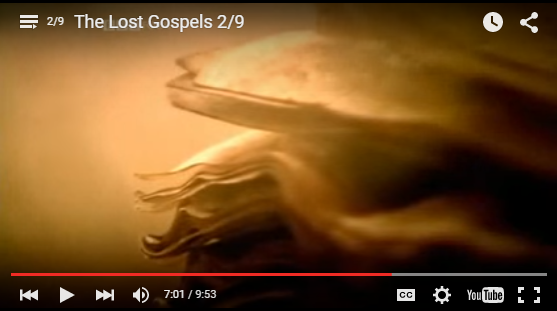 2/9 The Lost Gospels 2/9
7:01 / 9:53 CC YouTube